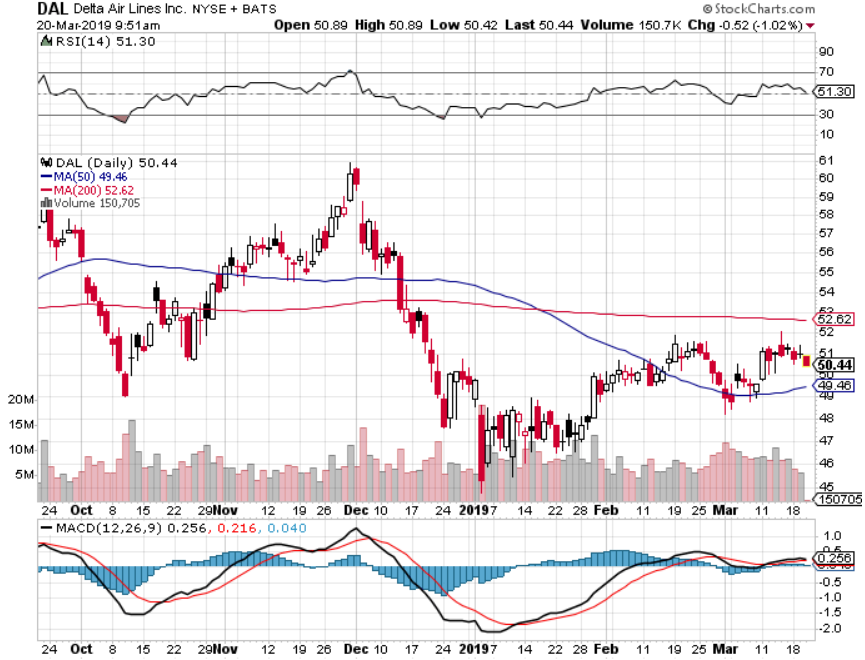 DAL Delta Air Lines Inc. NYSE + BATS © StockCharts.com
20-Mar-2019 9:51am Open 50.89 High 50.89 Low 50.42 Last 50.44 Volume 150.7K Chg -0.52 (-1.02%)
RSI(14) 51.30
90
70
51.30
30
10
DAL (Daily) 50.44
MA(50) 49.46
MA(200) 52.62
Volume 150,705
61
60
59
58
57
56
55
54
52.62
52
51
50.44
49.46
48
47
46
45
20M
15M
10M
5M
150705
24 Oct 8 15 22 29 Nov 12 19 26 Dec 10 17 24 2019 7 14 22 28 Feb 11 19 25 Mar 11 18
MACD(12,26,9) 0.256, 0.216, 0.040
1.0
0.5
0.256
-0.5
-1.0
-1.5
-2.0
24 Oct 8 15 22 29 Nov 12 19 26 Dec 10 17 24 2019 7 14 22 28 Feb 11 19 25 Mar 11 18